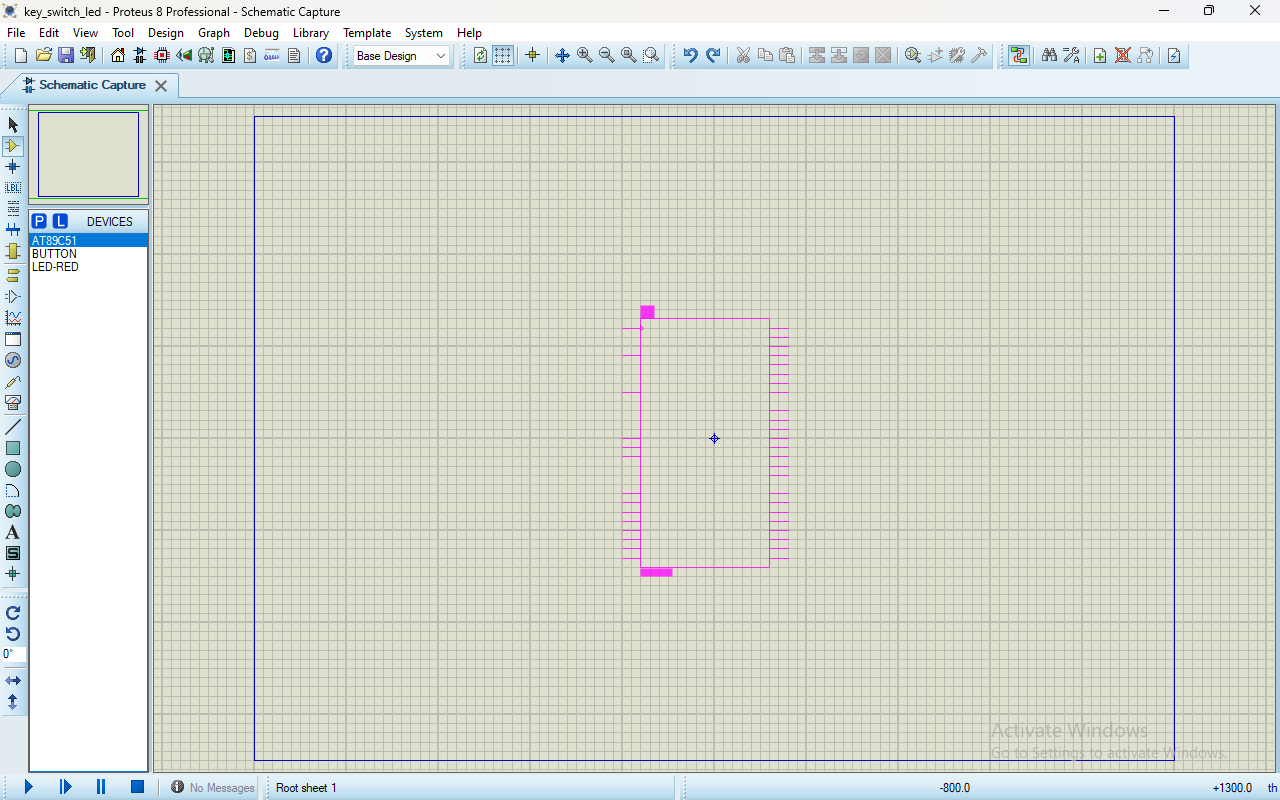 key_switch_led - Proteus 8 Professional - Schematic Capture
File Edit View Tool Design Graph Debug Library Template System Help
Base Design
Schematic Capture
P L DEVICES
AT89C51
BUTTON
LED-RED
LBL
A
S
0°
Activate Windows
Go to Settings to activate Windows.
No Messages
Root sheet 1
-800.0
+1300.0
th